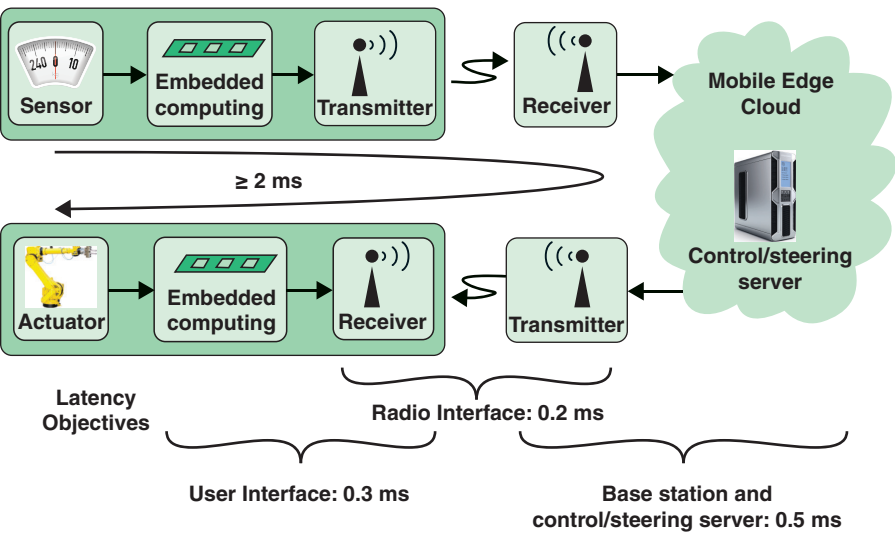 240 0 10
Sensor
Embedded
computing
Transmitter
Receiver
Mobile Edge
Cloud
≥ 2 ms
Control/steering
server
Actuator
Embedded
computing
Receiver
Transmitter
Latency
Objectives
Radio Interface: 0.2 ms
User Interface: 0.3 ms
Base station and
control/steering server: 0.5 ms